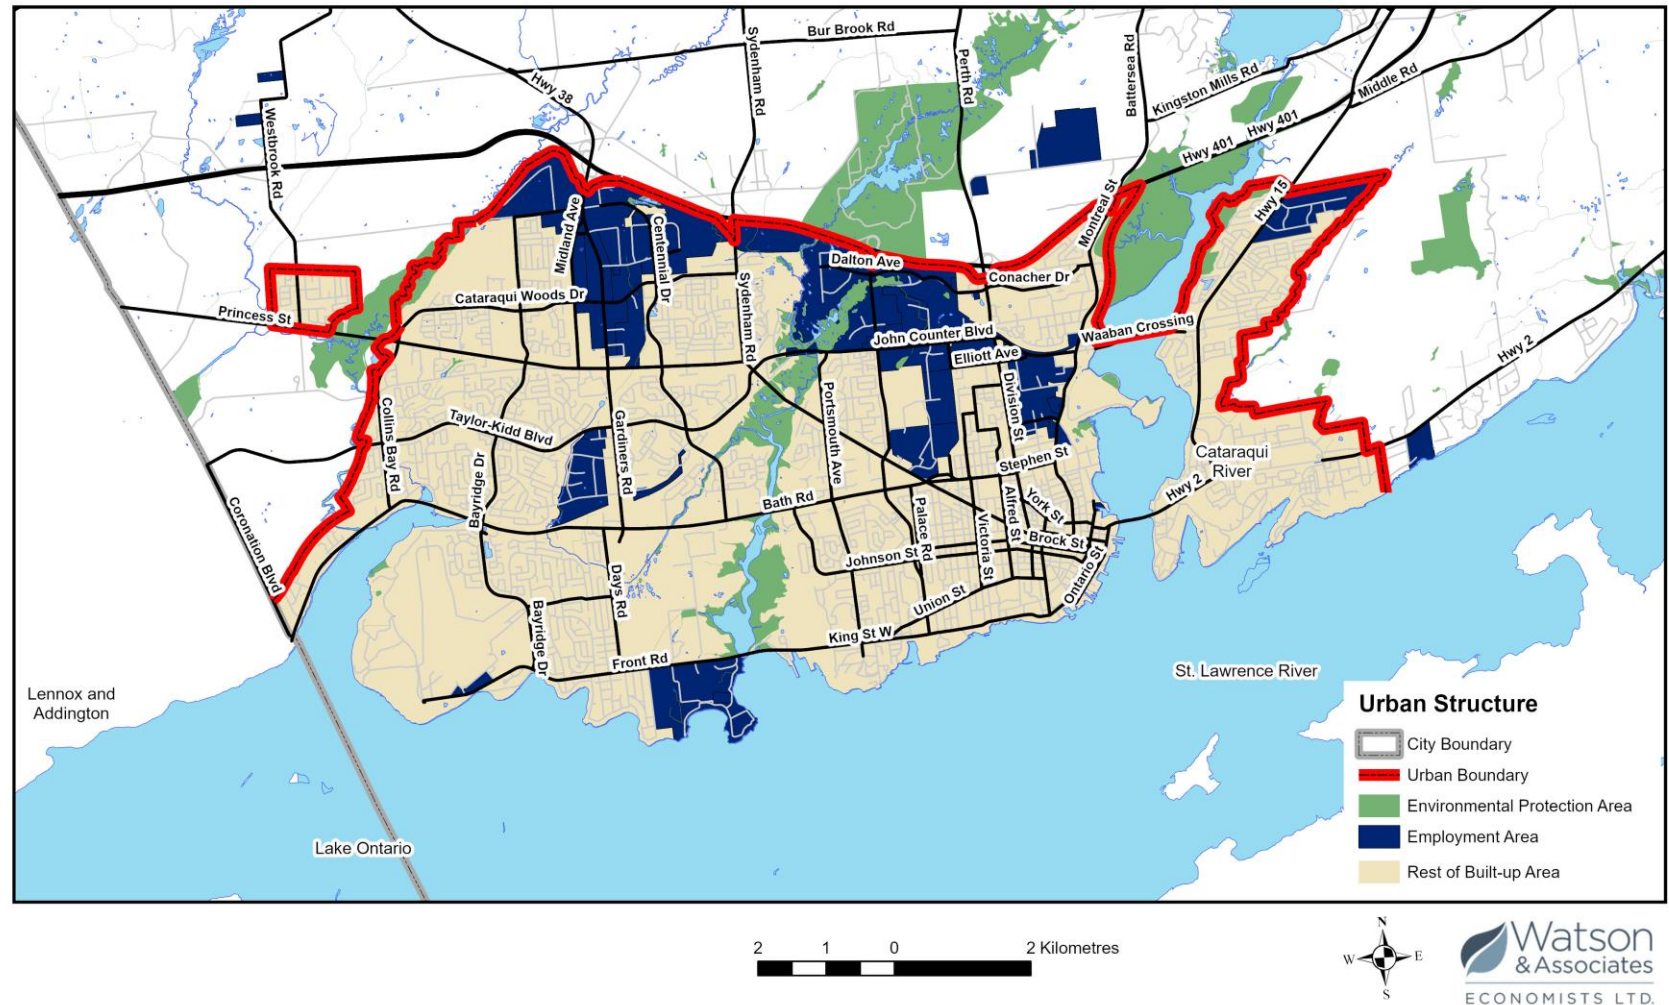 Bur Brook Rd
Sydenham Rd
Perth Rd
Battersea Rd
Kingston Mills Rd
Middle Rd
Hwy 38
Westbrook Rd
Hwy 401
Hwy 401
Hwy 15
Montreal St
Midland Ave
Centennial Dr
Dalton Ave
Conacher Dr
Cataraqui Woods Dr
Sydenham Rd
Princess St
John Counter Blvd
Waaban Crossing
Elliott Ave
Hwy 2
Division St
Portsmouth Ave
Collins Bay Rd
Taylor-Kidd Blvd
Gardiners Rd
Bayridge Dr
Stephen St
Cataraqui
River
Hwy 2
Bath Rd
Coronation Blvd
Palace Rd
Victoria St
Alfred St
York St
Brock St
Johnson St
Ontario St
Days Rd
Union St
Bayridge Dr
King St W
Front Rd
St. Lawrence River
Lennox and
Addington
Lake Ontario
Urban Structure
City Boundary
Urban Boundary
Environmental Protection Area
Employment Area
Rest of Built-up Area
2 1 0 2 Kilometres
N
W E
S
Watson
& Associates
ECONOMISTS LTD.